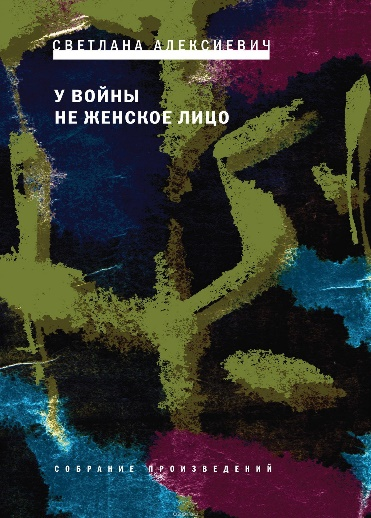 СВЕТЛАНА АЛЕКСИЕВИЧ
У ВОЙНЫ
НЕ ЖЕНСКОЕ ЛИЦО
СОБРАНИЕ ПРОИЗВЕДЕНИЙ